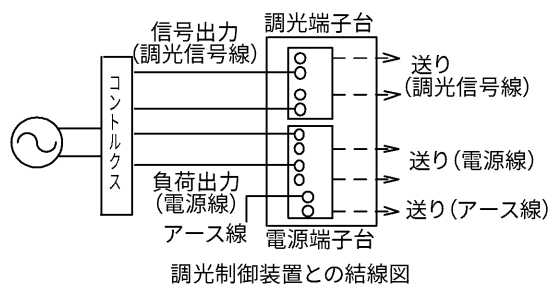 信号出力
(調光信号線)
調光端子台
送り
(調光信号線)
コントルクス
負荷出力
(電源線)
送り(電源線)
アース線
送り(アース線)
電源端子台
調光制御装置との結線図